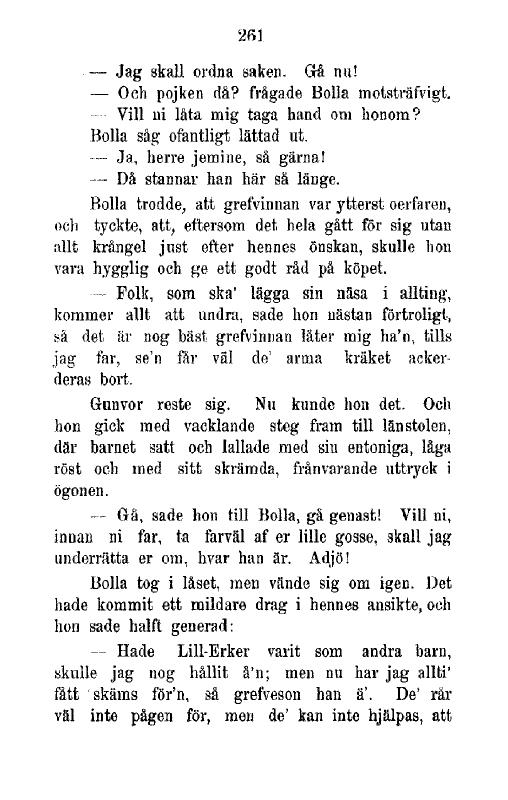 261
— Jag skall ordna saken. Gå nu!
— Och pojken då? frågade Bolla motsträfvigt.
— Vill ni låta mig taga hand om honom?
Bolla såg ofantligt lättad ut.
— Ja, herre jemine, så gärna!
— Då stannar han här så länge.
Bolla trodde, att grefvinnan var ytterst oerfaren,
och tyckte, att, eftersom det hela gått för sig utan
allt krångel just efter hennes önskan, skulle hon
vara hygglig och ge ett godt råd på köpet.
— Folk, som ska' lägga sin näsa i allting,
kommer allt att undra, sade hon nästan förtroligt,
så det är nog bäst grefvinnan låter mig ha'n, tills
jag far, se'n får väl de' arma kräket acker-
deras bort.
Gunvor reste sig. Nu kunde hon det. Och
hon gick med vacklande steg fram till länstolen,
där barnet satt och lallade med sin entoniga, låga
röst och med sitt skrämda, frånvarande uttryck i
ögonen.
— Gå, sade hon till Bolla, gå genast! Vill ni,
innan ni far, ta farväl af er lille gosse, skall jag
underrätta er om, hvar han är. Adjö!
Bolla tog i låset, men vände sig om igen. Det
hade kommit ett mildare drag i hennes ansikte, och
hon sade halft generad:
— Hade Lill-Erker varit som andra barn,
skulle jag nog hållit å'n; men nu har jag allti'
fått skäms för'n, så grefveson han ä'. De' rår
väl inte pågen för, men de' kan inte hjälpas, att